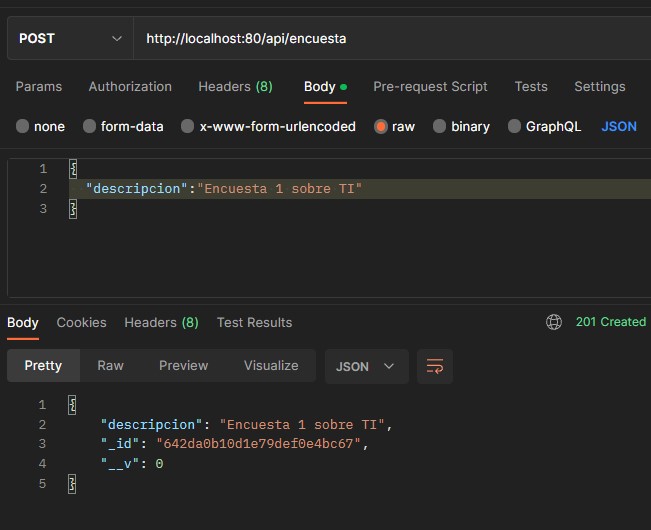 POST http://localhost:80/api/encuesta
Params Authorization Headers (8) Body Pre-request Script Tests Settings
none form-data x-www-form-urlencoded raw binary GraphQL JSON
1 {
2 "descripcion":"Encuesta 1 sobre TI"
3 }
Body Cookies Headers (8) Test Results 201 Created
Pretty Raw Preview Visualize JSON
1 {
2 "descripcion": "Encuesta 1 sobre TI",
3 "_id": "642da0b10d1e79def0e4bc67",
4 "__v": 0
5 }